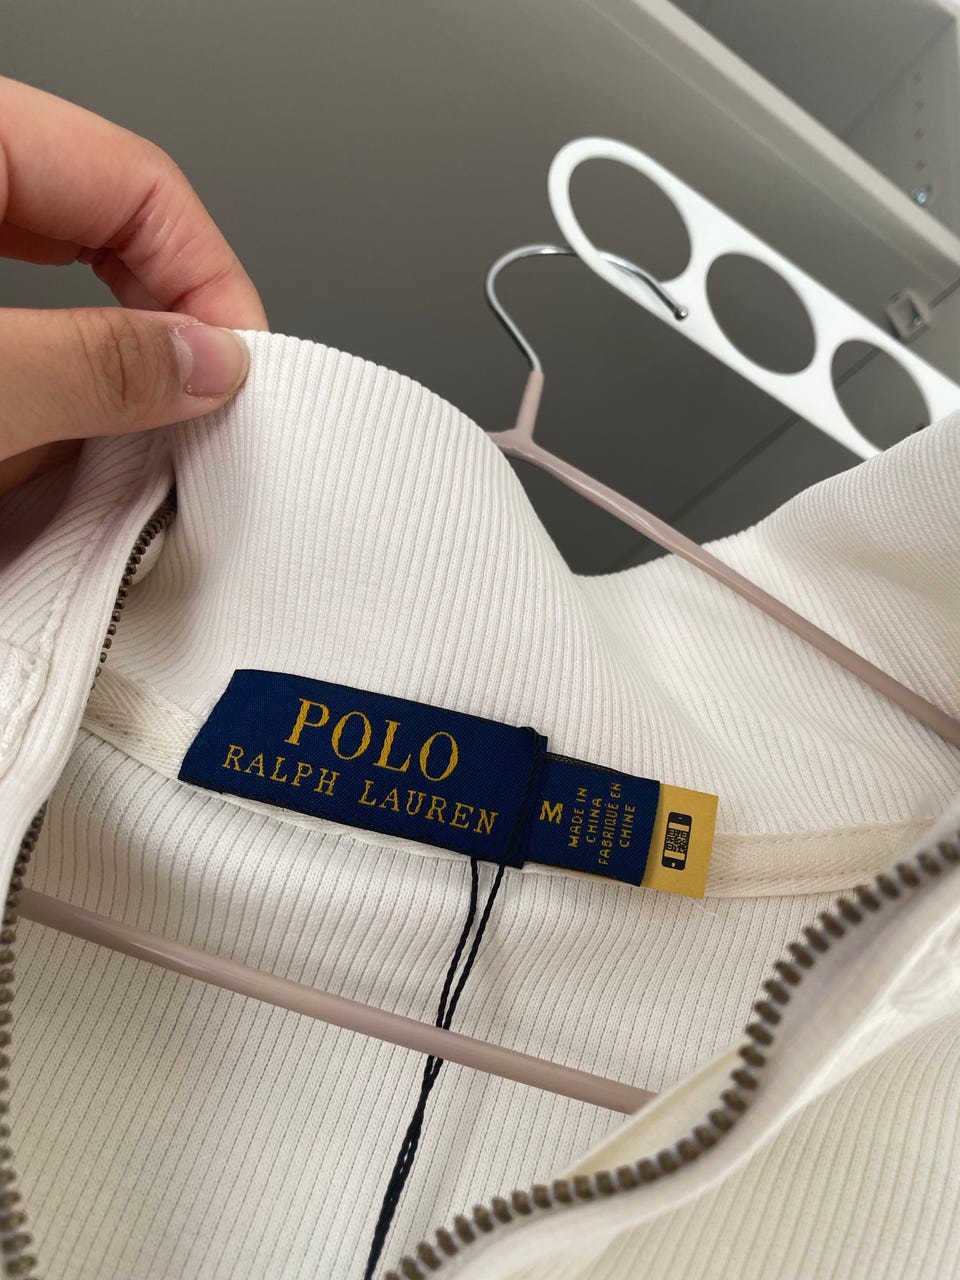 POLO
RALPH LAUREN
M
MADE IN
CHINA
FABRIQUÉ EN
CHINE